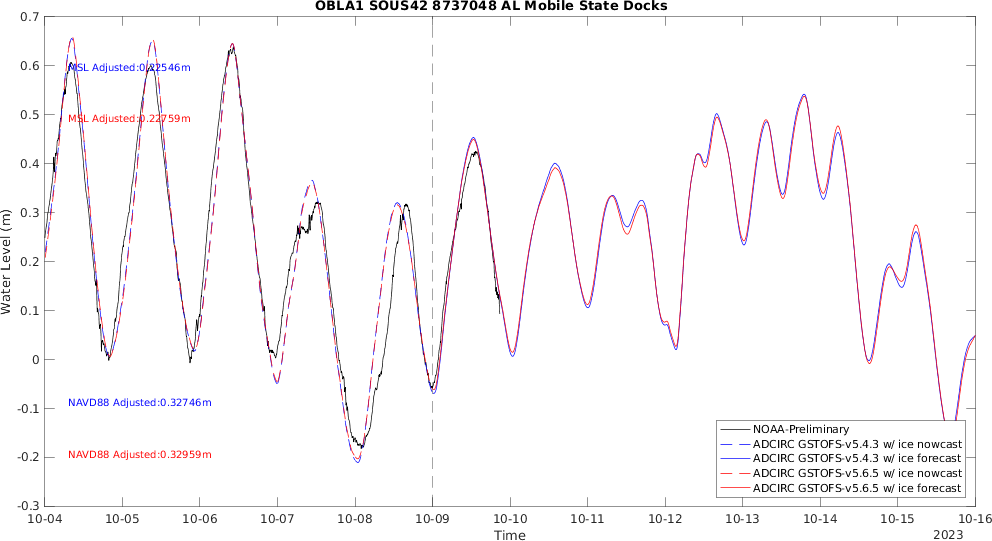 OBLA1 SOUS42 8737048 AL Mobile State Docks
0.7
0.6
0.5
0.4
0.3
0.2
0.1
0
-0.1
-0.2
-0.3
Water Level (m)
MSL Adjusted:0.22546m
MSL Adjusted:0.22759m
NAVD88 Adjusted:0.32746m
NAVD88 Adjusted:0.32959m
NOAA-Preliminary
ADCIRC GSTOFS-v5.4.3 w/ ice nowcast
ADCIRC GSTOFS-v5.4.3 w/ ice forecast
ADCIRC GSTOFS-v5.6.5 w/ ice nowcast
ADCIRC GSTOFS-v5.6.5 w/ ice forecast
10-04 10-05 10-06 10-07 10-08 10-09 10-10 10-11 10-12 10-13 10-14 10-15 10-16
Time
2023